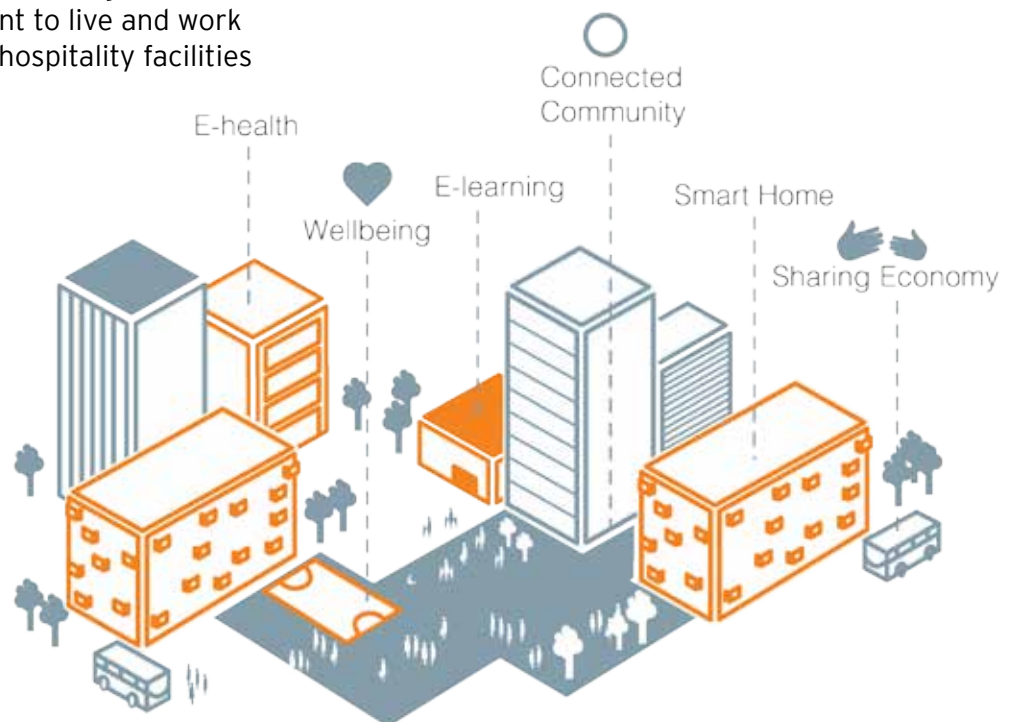 nt to live and work
hospitality facilities
Connected
Community
E-health
E-learning
Smart Home
Wellbeing
Sharing Economy